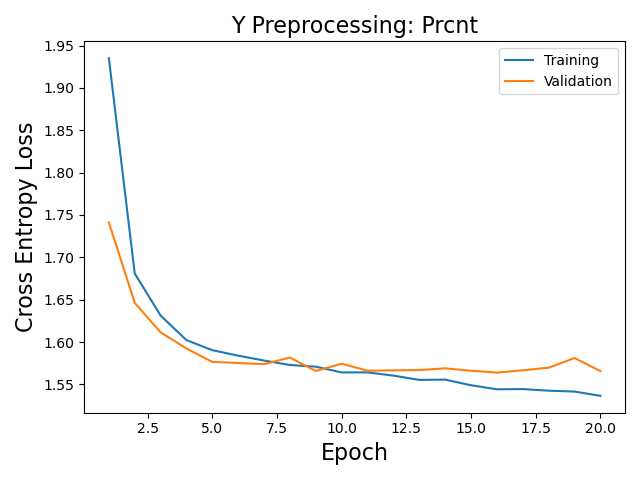 Y Preprocessing: Prcnt
Training
Validation
Cross Entropy Loss
1.95
1.90
1.85
1.80
1.75
1.70
1.65
1.60
1.55
2.5 5.0 7.5 10.0 12.5 15.0 17.5 20.0
Epoch